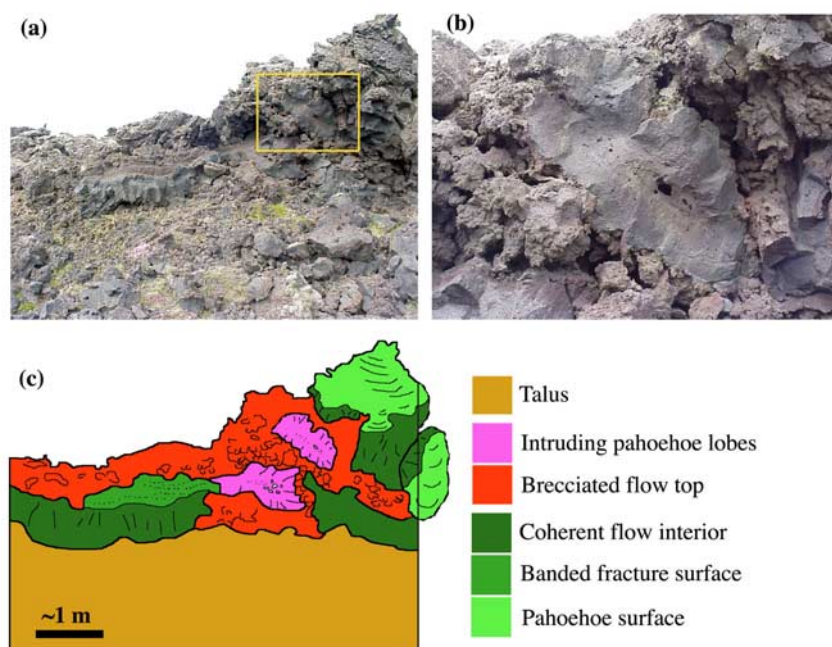 (a)
(b)
(c)
Talus
Intruding pahoehoe lobes
Brecciated flow top
Coherent flow interior
Banded fracture surface
Pahoehoe surface
~1 m